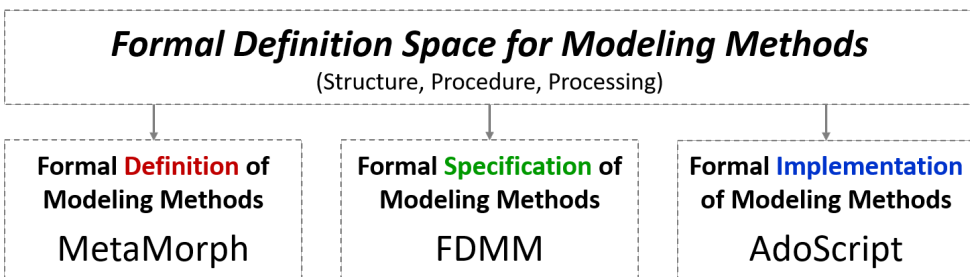 Formal Definition Space for Modeling Methods
(Structure, Procedure, Processing)
Formal Definition of
Modeling Methods
MetaMorph
Formal Specification of
Modeling Methods
FDMM
Formal Implementation
of Modeling Methods
AdoScript